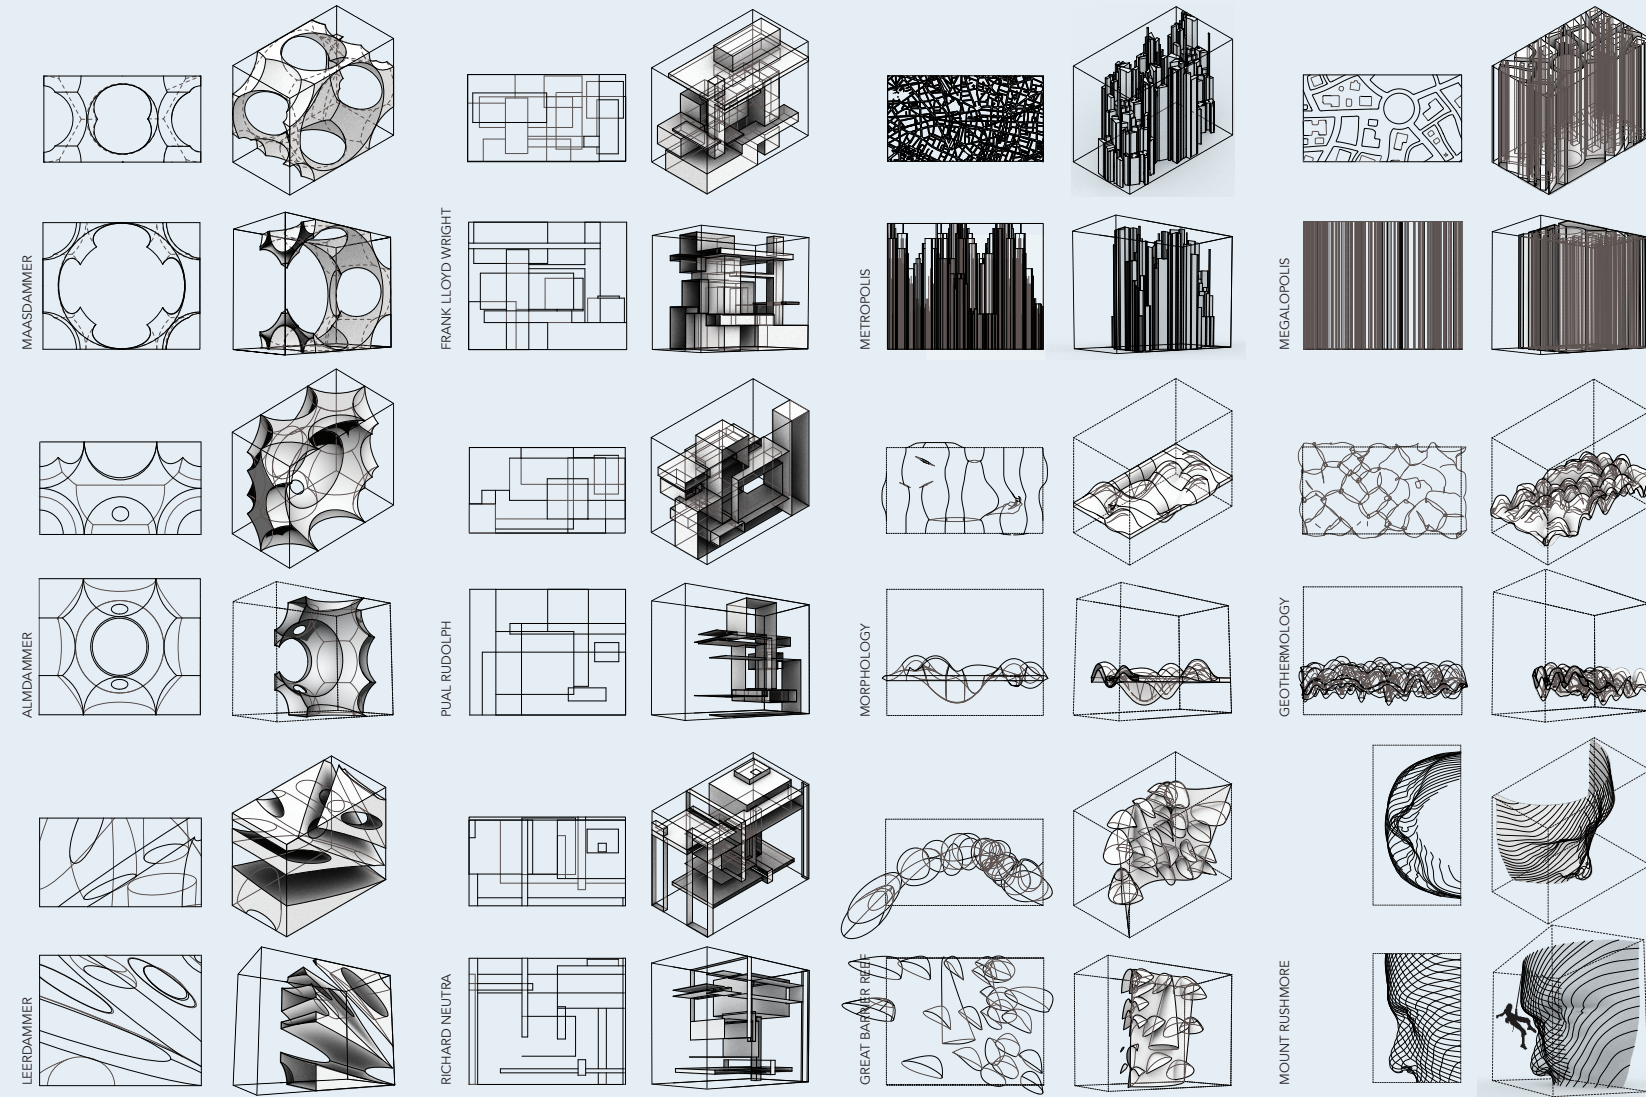 MAASDAMMER
FRANK LLOYD WRIGHT
METROPOLIS
MEGALOPOLIS
ALMDAMMER
PUAL RUDOLPH
MORPHOLOGY
GEOTHERMOLOGY
LEERDAMMER
RICHARD NEUTRA
GREAT BARRIER REEF
MOUNT RUSHMORE